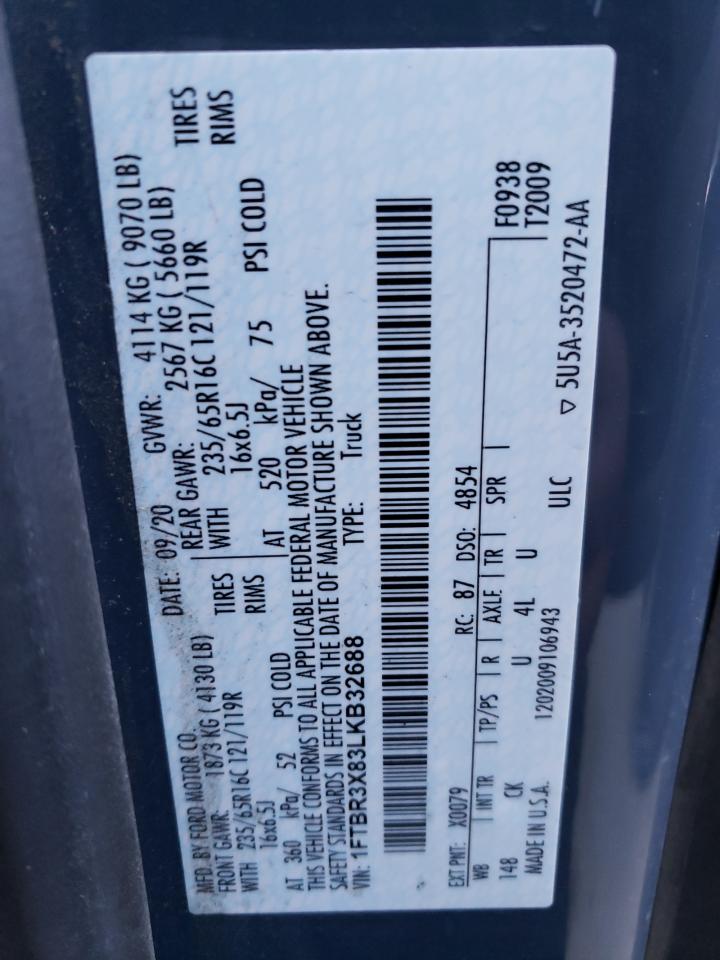 MFD. BY FORD MOTOR CO.
DATE: 09/20 GVWR: 4114 KG ( 9070 LB)
FRONT GAWR: 1873 KG ( 4130 LB) REAR GAWR: 2567 KG ( 5660 LB)
WITH 235/65R16C 121/119R TIRES WITH 235/65R16C 121/119R TIRES
16x6.5J RIMS 16x6.5J RIMS
AT 360 kPa/ 52 PSI COLD AT 520 kPa/ 75 PSI COLD
THIS VEHICLE CONFORMS TO ALL APPLICABLE FEDERAL MOTOR VEHICLE
SAFETY STANDARDS IN EFFECT ON THE DATE OF MANUFACTURE SHOWN ABOVE.
VIN: 1FTBR3X83LKB32688 TYPE: Truck
EXT PNT: X0079 RC: 87 DSO: 4854
WB INT TR TP/PS R AXLE TR SPR F0938
148 CK U 4L U T2009
MADE IN U.S.A. 1202009106943 ULC ▽ 5U5A-3520472-AA